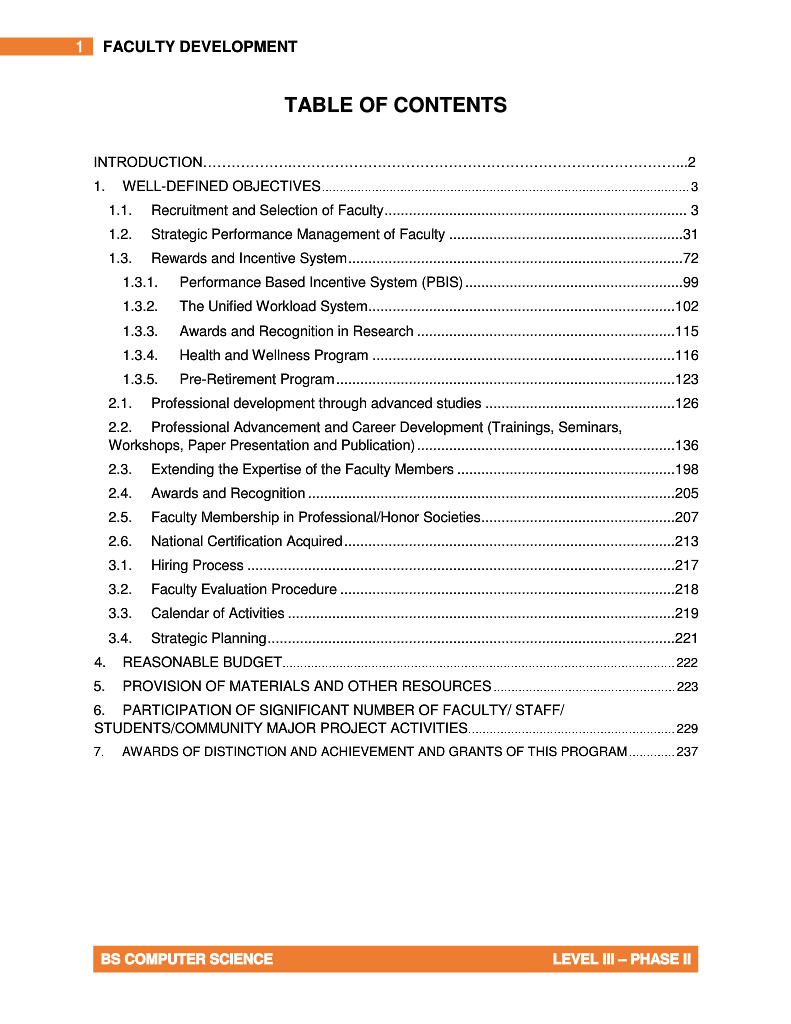 1 FACULTY DEVELOPMENT
TABLE OF CONTENTS
INTRODUCTION……………………………………………………………………………………...2
1. WELL-DEFINED OBJECTIVES........................................................................................3
1.1. Recruitment and Selection of Faculty........................................................................... 3
1.2. Strategic Performance Management of Faculty ..........................................................31
1.3. Rewards and Incentive System...................................................................................72
1.3.1. Performance Based Incentive System (PBIS)......................................................99
1.3.2. The Unified Workload System............................................................................102
1.3.3. Awards and Recognition in Research ................................................................115
1.3.4. Health and Wellness Program ...........................................................................116
1.3.5. Pre-Retirement Program....................................................................................123
2.1. Professional development through advanced studies ...............................................126
2.2. Professional Advancement and Career Development (Trainings, Seminars,
Workshops, Paper Presentation and Publication)................................................................136
2.3. Extending the Expertise of the Faculty Members ......................................................198
2.4. Awards and Recognition ...........................................................................................205
2.5. Faculty Membership in Professional/Honor Societies................................................207
2.6. National Certification Acquired..................................................................................213
3.1. Hiring Process ..........................................................................................................217
3.2. Faculty Evaluation Procedure ...................................................................................218
3.3. Calendar of Activities ................................................................................................219
3.4. Strategic Planning.....................................................................................................221
4. REASONABLE BUDGET................................................................................................222
5. PROVISION OF MATERIALS AND OTHER RESOURCES............................................223
6. PARTICIPATION OF SIGNIFICANT NUMBER OF FACULTY/ STAFF/
STUDENTS/COMMUNITY MAJOR PROJECT ACTIVITIES..................................................229
7. AWARDS OF DISTINCTION AND ACHIEVEMENT AND GRANTS OF THIS PROGRAM.............237
BS COMPUTER SCIENCE LEVEL III – PHASE II